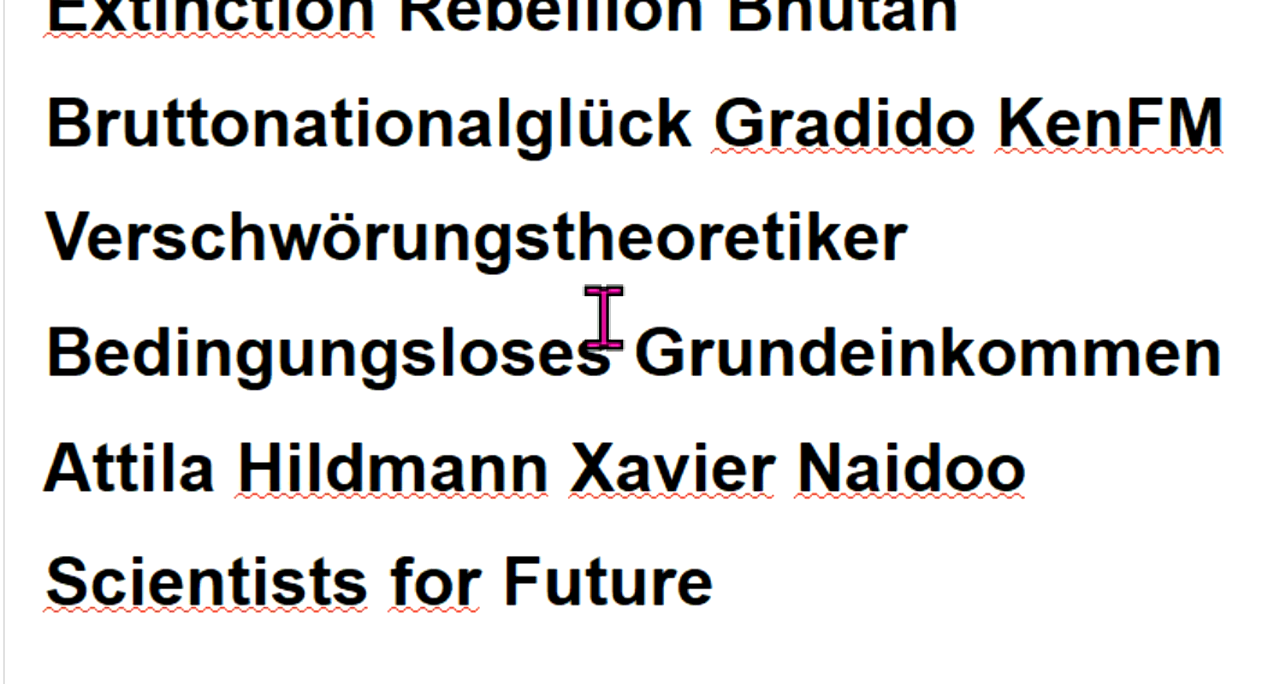 Extinction Rebellion Bhutan
Bruttonationalglück Gradido KenFM
Verschwörungstheoretiker
Bedingungsloses Grundeinkommen
Attila Hildmann Xavier Naidoo
Scientists for Future